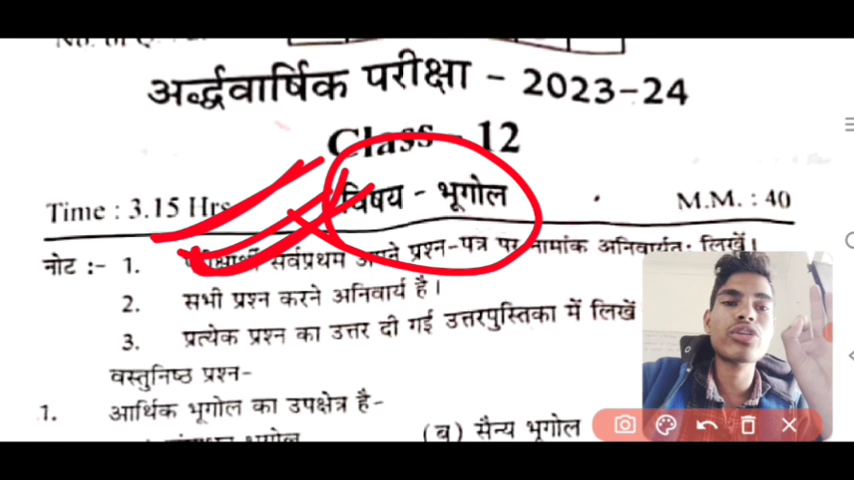 अर्द्धवार्षिक परीक्षा - 2023-24
Class - 12
Time : 3.15 Hrs विषय - भूगोल M.M. : 40
नोट :- 1. परीक्षार्थी सर्वप्रथम अपने प्रश्न-पत्र पर नामांक अनिवार्यतः लिखें।
2. सभी प्रश्न करने अनिवार्य है।
3. प्रत्येक प्रश्न का उत्तर दी गई उत्तरपुस्तिका में लिखें
वस्तुनिष्ठ प्रश्न-
1. आर्थिक भूगोल का उपक्षेत्र है-
(ब) सैन्य भूगोल